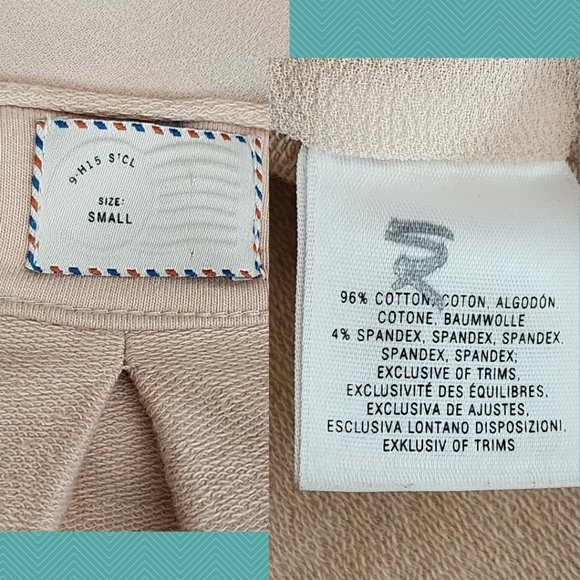 9-H15 STCL
SIZE:
SMALL
96% COTTON, COTON, ALGODÓN
COTONE, BAUMWOLLE
4% SPANDEX, SPANDEX, SPANDEX.
SPANDEX, SPANDEX;
EXCLUSIVE OF TRIMS,
EXCLUSIVITÉ DES ÉQUILIBRES,
EXCLUSIVA DE AJUSTES,
ESCLUSIVA LONTANO DISPOSIZIONI.
EXKLUSIV OF TRIMS